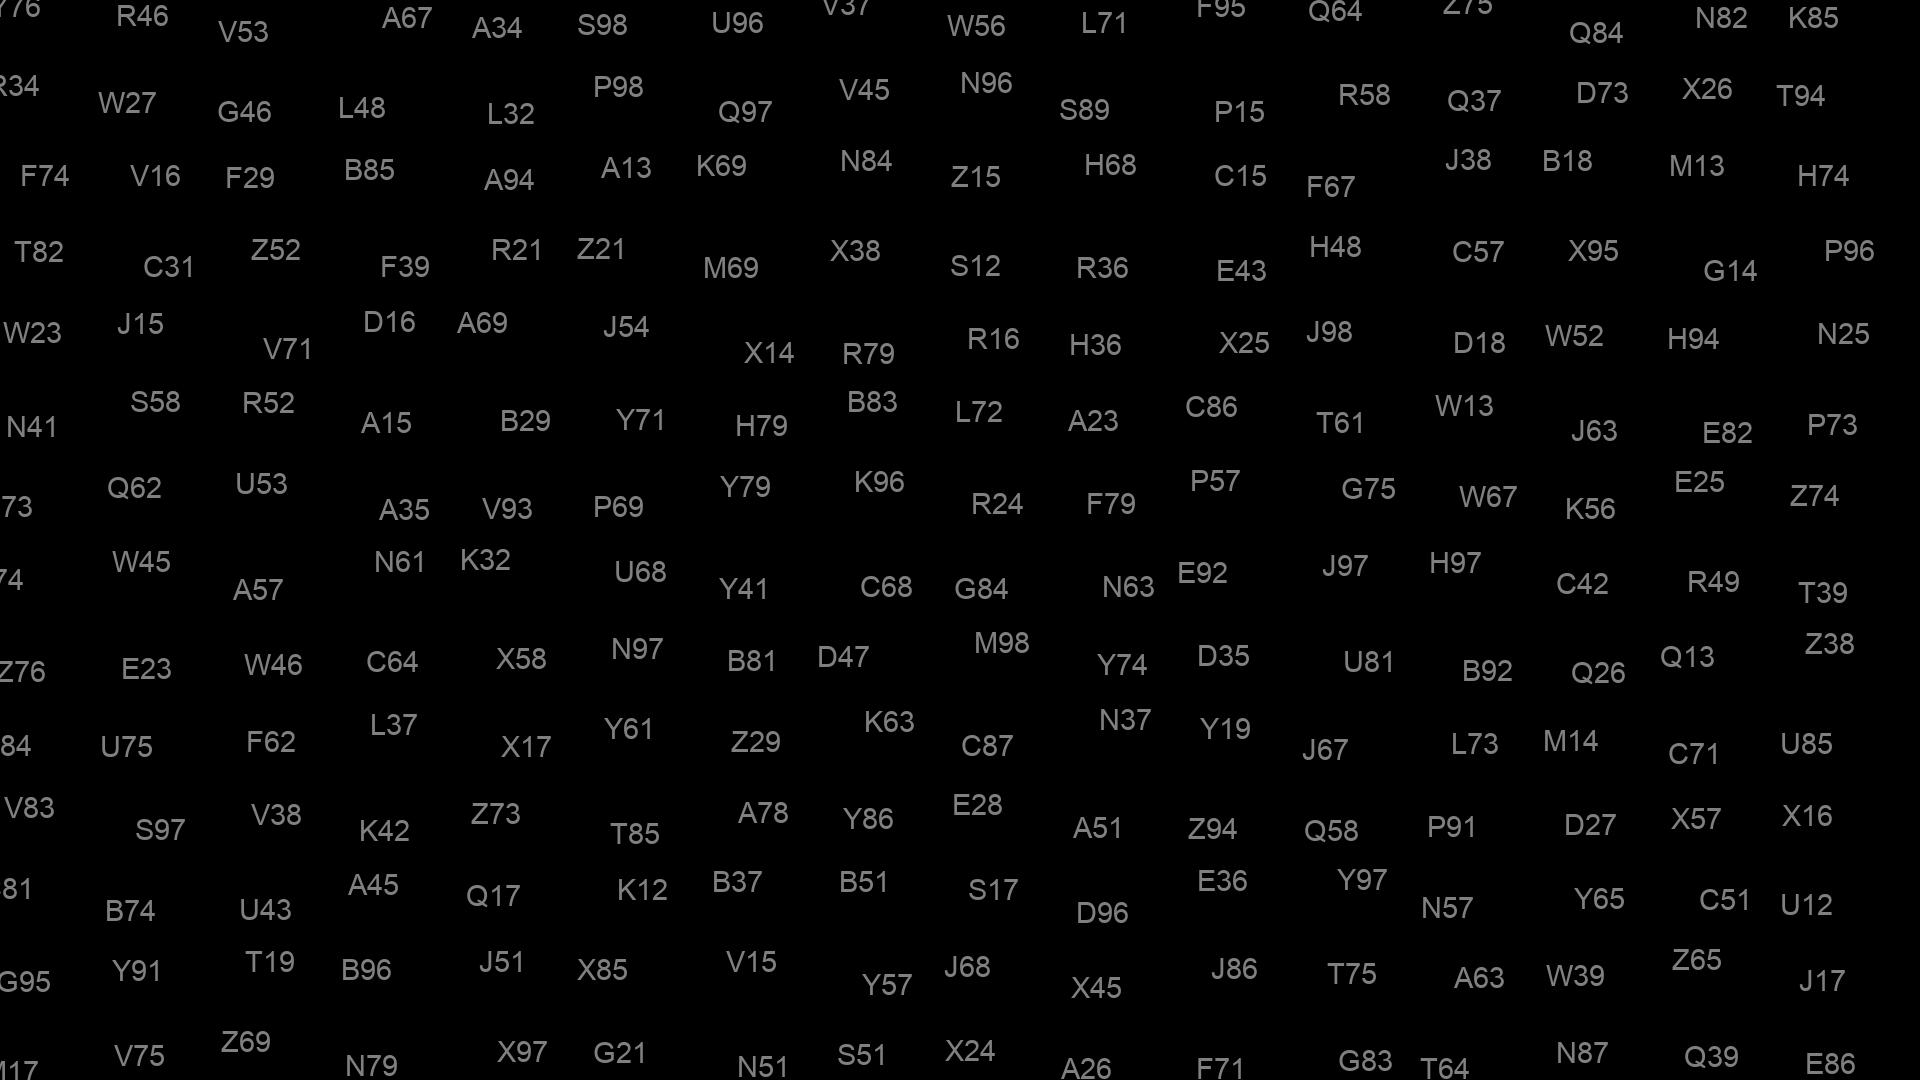 R46 V53 A67 A34 S98 U96 V37 W56 L71 F95 Q64 Z75 Q84 N82 K85
R34 W27 G46 L48 L32 P98 Q97 V45 N96 S89 P15 R58 Q37 D73 X26 T94
F74 V16 F29 B85 A94 A13 K69 N84 Z15 H68 C15 F67 J38 B18 M13 H74
T82 C31 Z52 F39 R21 Z21 M69 X38 S12 R36 E43 H48 C57 X95 G14 P96
W23 J15 V71 D16 A69 J54 X14 R79 R16 H36 X25 J98 D18 W52 H94 N25
N41 S58 R52 A15 B29 Y71 H79 B83 L72 A23 C86 T61 W13 J63 E82 P73
73 Q62 U53 A35 V93 P69 Y79 K96 R24 F79 P57 G75 W67 K56 E25 Z74
74 W45 A57 N61 K32 U68 Y41 C68 G84 N63 E92 J97 H97 C42 R49 T39
Z76 E23 W46 C64 X58 N97 B81 D47 M98 Y74 D35 U81 B92 Q26 Q13 Z38
84 U75 F62 L37 X17 Y61 Z29 K63 C87 N37 Y19 J67 L73 M14 C71 U85
V83 S97 V38 K42 Z73 T85 A78 Y86 E28 A51 Z94 Q58 P91 D27 X57 X16
81 B74 U43 A45 Q17 K12 B37 B51 S17 D96 E36 Y97 N57 Y65 C51 U12
G95 Y91 T19 B96 J51 X85 V15 Y57 J68 X45 J86 T75 A63 W39 Z65 J17
V75 Z69 N79 X97 G21 N51 S51 X24 A26 F71 G83 T64 N87 Q39 E86